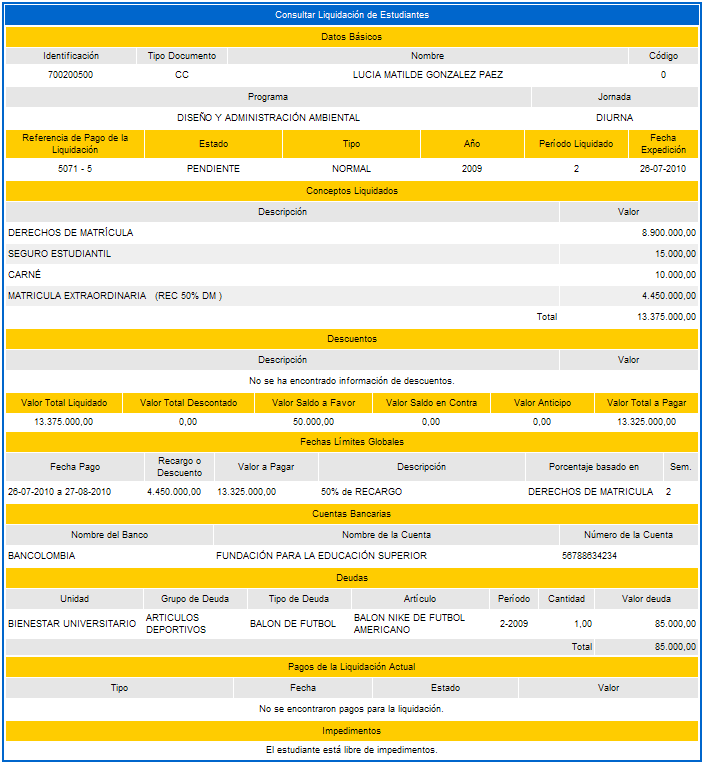 Consultar Liquidación de Estudiantes
Datos Básicos
Identificación Tipo Documento Nombre Código
700200500 CC LUCIA MATILDE GONZALEZ PAEZ 0
Programa Jornada
DISEÑO Y ADMINISTRACIÓN AMBIENTAL DIURNA
Referencia de Pago de la Liquidación Estado Tipo Año Período Liquidado Fecha Expedición
5071 - 5 PENDIENTE NORMAL 2009 2 26-07-2010
Conceptos Liquidados
Descripción Valor
DERECHOS DE MATRÍCULA 8.900.000,00
SEGURO ESTUDIANTIL 15.000,00
CARNÉ 10.000,00
MATRICULA EXTRAORDINARIA (REC 50% DM ) 4.450.000,00
Total 13.375.000,00
Descuentos
Descripción Valor
No se ha encontrado información de descuentos.
Valor Total Liquidado Valor Total Descontado Valor Saldo a Favor Valor Saldo en Contra Valor Anticipo Valor Total a Pagar
13.375.000,00 0,00 50.000,00 0,00 0,00 13.325.000,00
Fechas Límites Globales
Fecha Pago Recargo o Descuento Valor a Pagar Descripción Porcentaje basado en Sem.
26-07-2010 a 27-08-2010 4.450.000,00 13.325.000,00 50% de RECARGO DERECHOS DE MATRICULA 2
Cuentas Bancarias
Nombre del Banco Nombre de la Cuenta Número de la Cuenta
BANCOLOMBIA FUNDACIÓN PARA LA EDUCACIÓN SUPERIOR 56788634234
Deudas
Unidad Grupo de Deuda Tipo de Deuda Artículo Período Cantidad Valor deuda
BIENESTAR UNIVERSITARIO ARTICULOS DEPORTIVOS BALON DE FUTBOL BALON NIKE DE FUTBOL AMERICANO 2-2009 1,00 85.000,00
Total 85.000,00
Pagos de la Liquidación Actual
Tipo Fecha Estado Valor
No se encontraron pagos para la liquidación.
Impedimentos
El estudiante está libre de impedimentos.